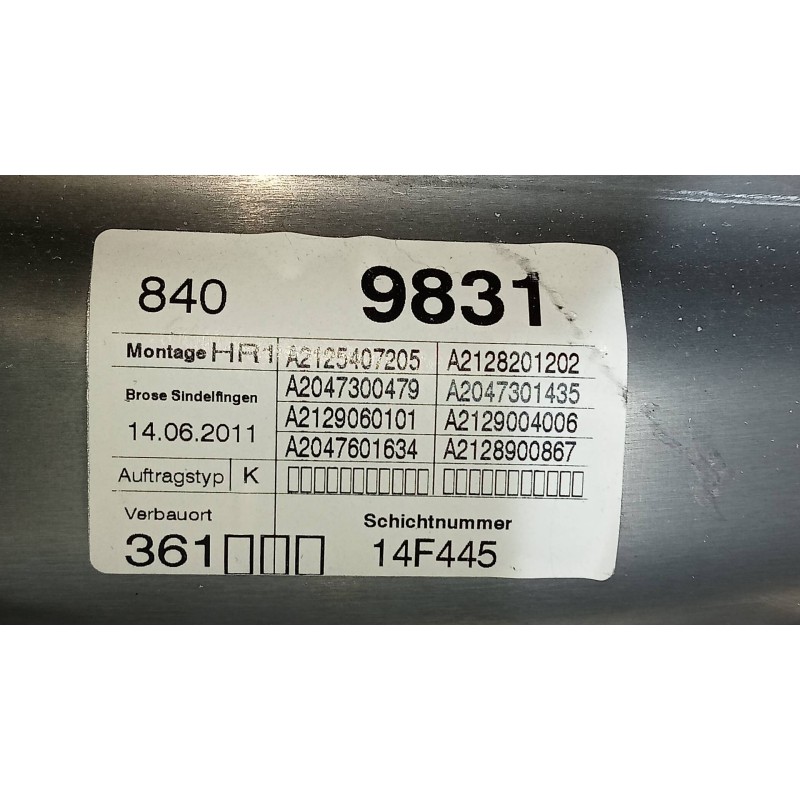 840 9831
Montage HR1 A2125407205 A2128201202
Brose Sindelfingen A2047300479 A2047301435
14.06.2011 A2129060101 A2129004006
A2047601634 A2128900867
Auftragstyp K ▯▯▯▯▯▯▯▯▯▯▯ ▯▯▯▯▯▯▯▯▯▯▯
Verbauort Schichtnummer
361▯▯▯ 14F445